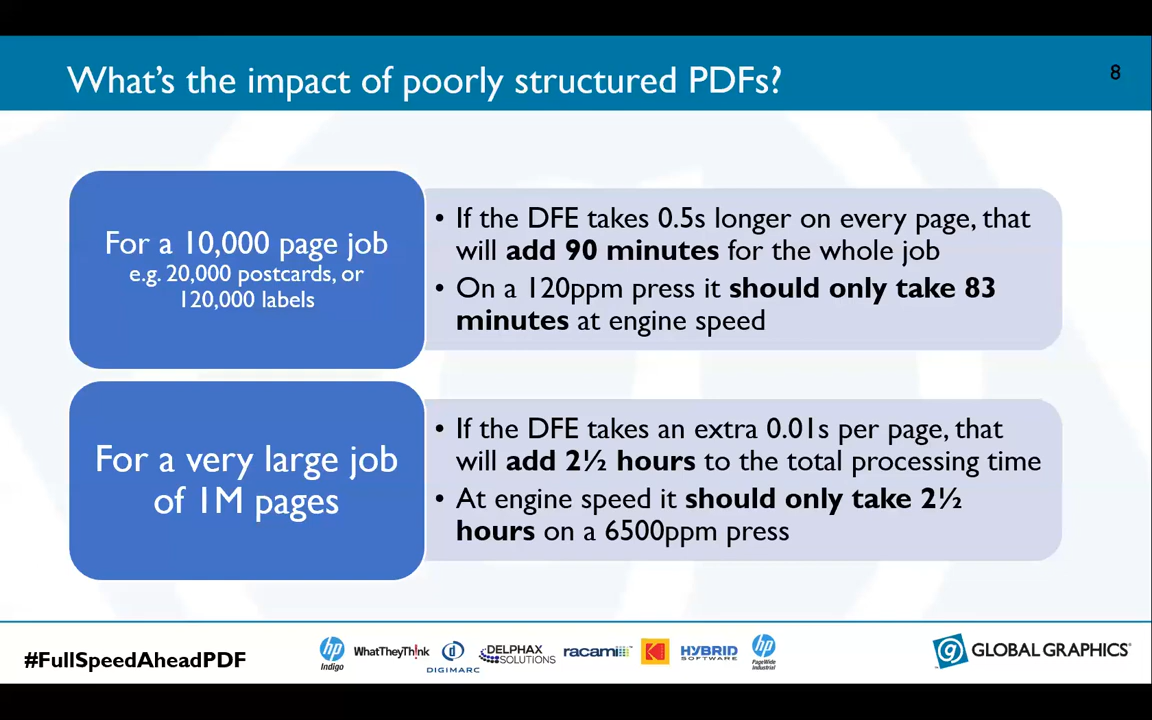 What's the impact of poorly structured PDFs?
8
For a 10,000 page job
e.g. 20,000 postcards, or
120,000 labels
• If the DFE takes 0.5s longer on every page, that
will add 90 minutes for the whole job
• On a 120ppm press it should only take 83
minutes at engine speed
For a very large job
of 1M pages
• If the DFE takes an extra 0.01s per page, that
will add 2½ hours to the total processing time
• At engine speed it should only take 2½
hours on a 6500ppm press
#FullSpeedAheadPDF
hp
Indigo
WhatTheyThink
DIGIMARC
DELPHAX
SOLUTIONS
racami
HYBRID
SOFTWARE
hp
PageWide
Industrial
GLOBAL GRAPHICS